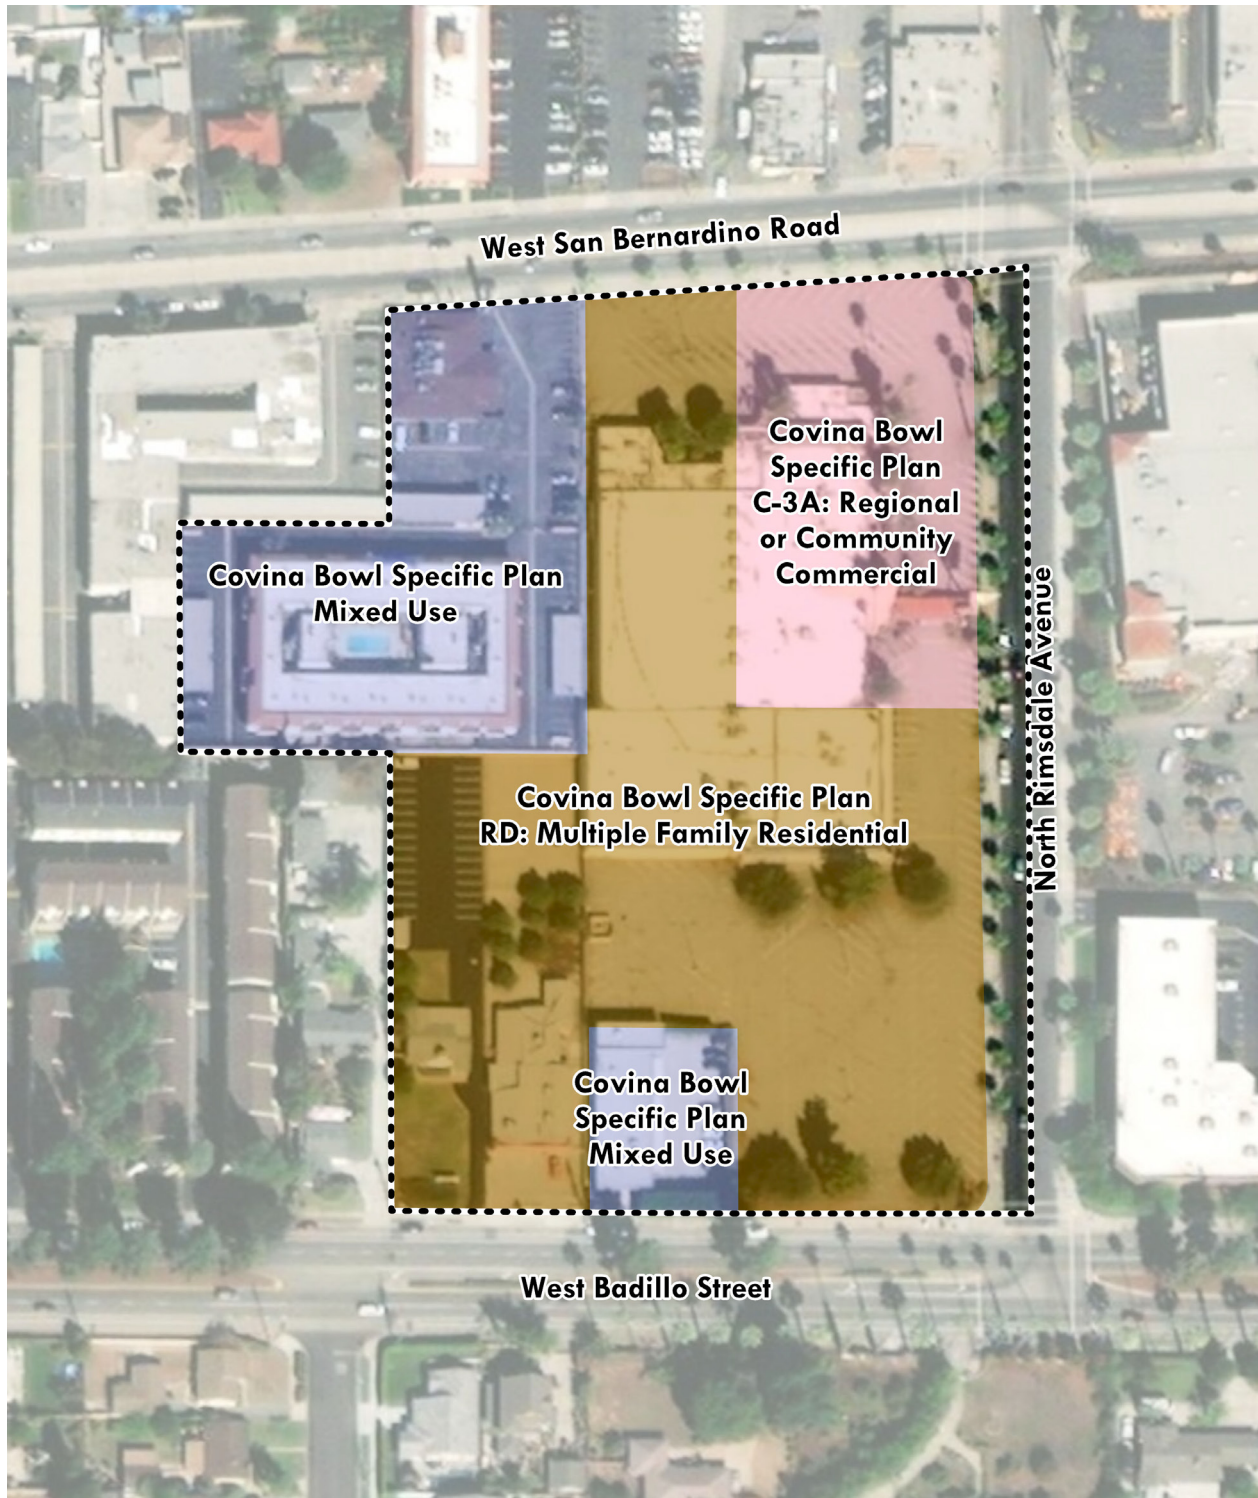 West San Bernardino Road
Covina Bowl
Specific Plan
C-3A: Regional
or Community
Commercial
Covina Bowl Specific Plan
Mixed Use
North Rimsdale Avenue
Covina Bowl Specific Plan
RD: Multiple Family Residential
Covina Bowl
Specific Plan
Mixed Use
West Badillo Street